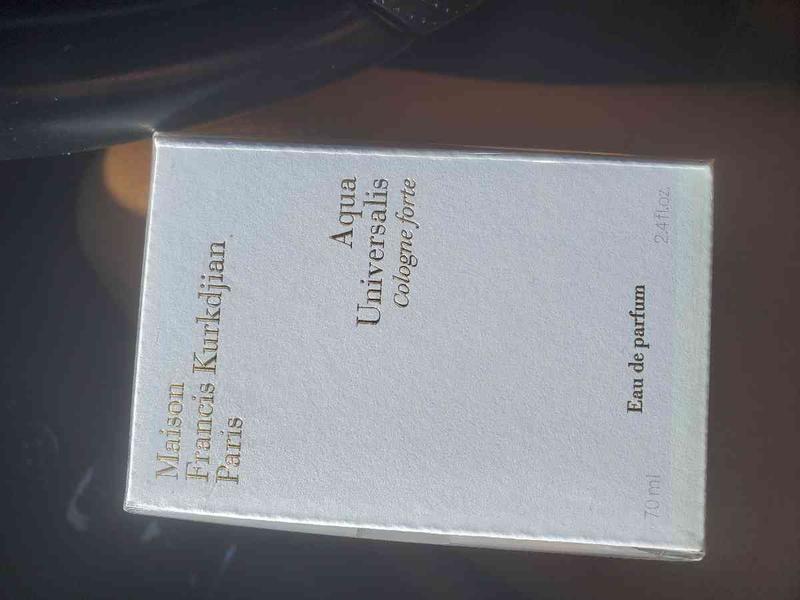 Maison
Francis Kurkdjian
Paris
Aqua
Universalis
Cologne forte
Eau de parfum
70 ml 2.4 fl.oz.